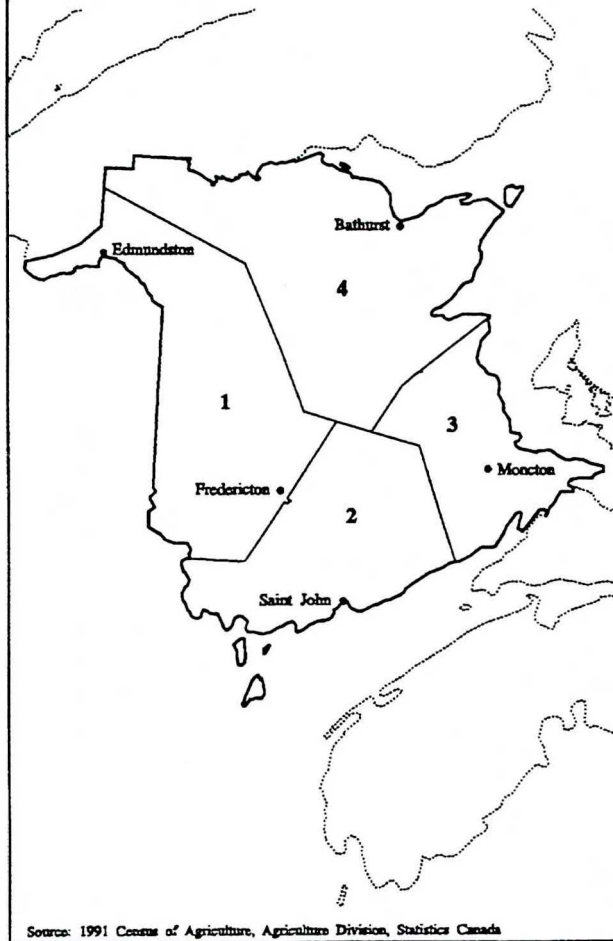 Bathurst
Edmundston
4
1
3
Moncton
Fredericton
2
Saint John
Source: 1991 Census of Agriculture, Agriculture Division, Statistics Canada